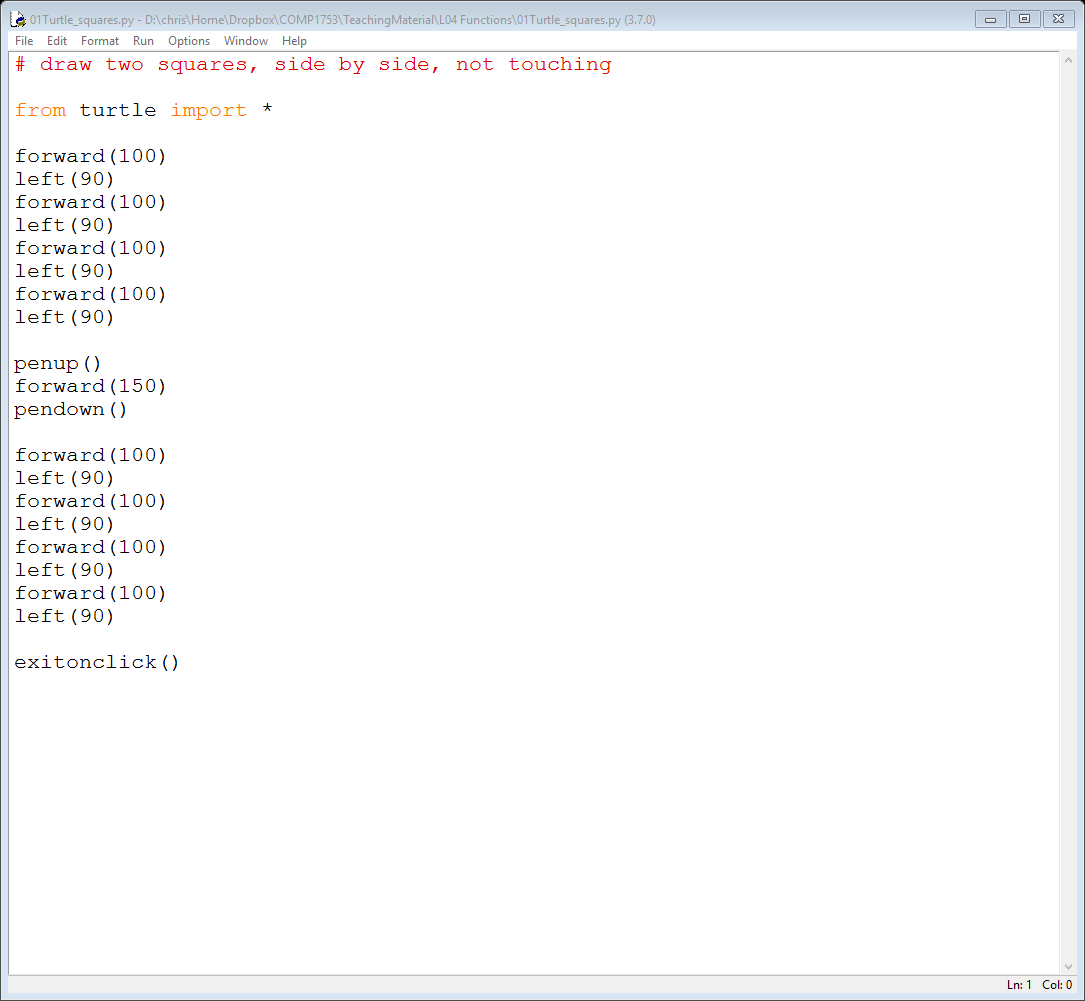 01Turtle_squares.py - D:\chris\Home\Dropbox\COMP1753\TeachingMaterial\L04 Functions\01Turtle_squares.py (3.7.0)
File Edit Format Run Options Window Help
# draw two squares, side by side, not touching
from turtle import *
forward(100)
left(90)
forward(100)
left(90)
forward(100)
left(90)
forward(100)
left(90)
penup()
forward(150)
pendown()
forward(100)
left(90)
forward(100)
left(90)
forward(100)
left(90)
forward(100)
left(90)
exitonclick()
Ln: 1 Col: 0